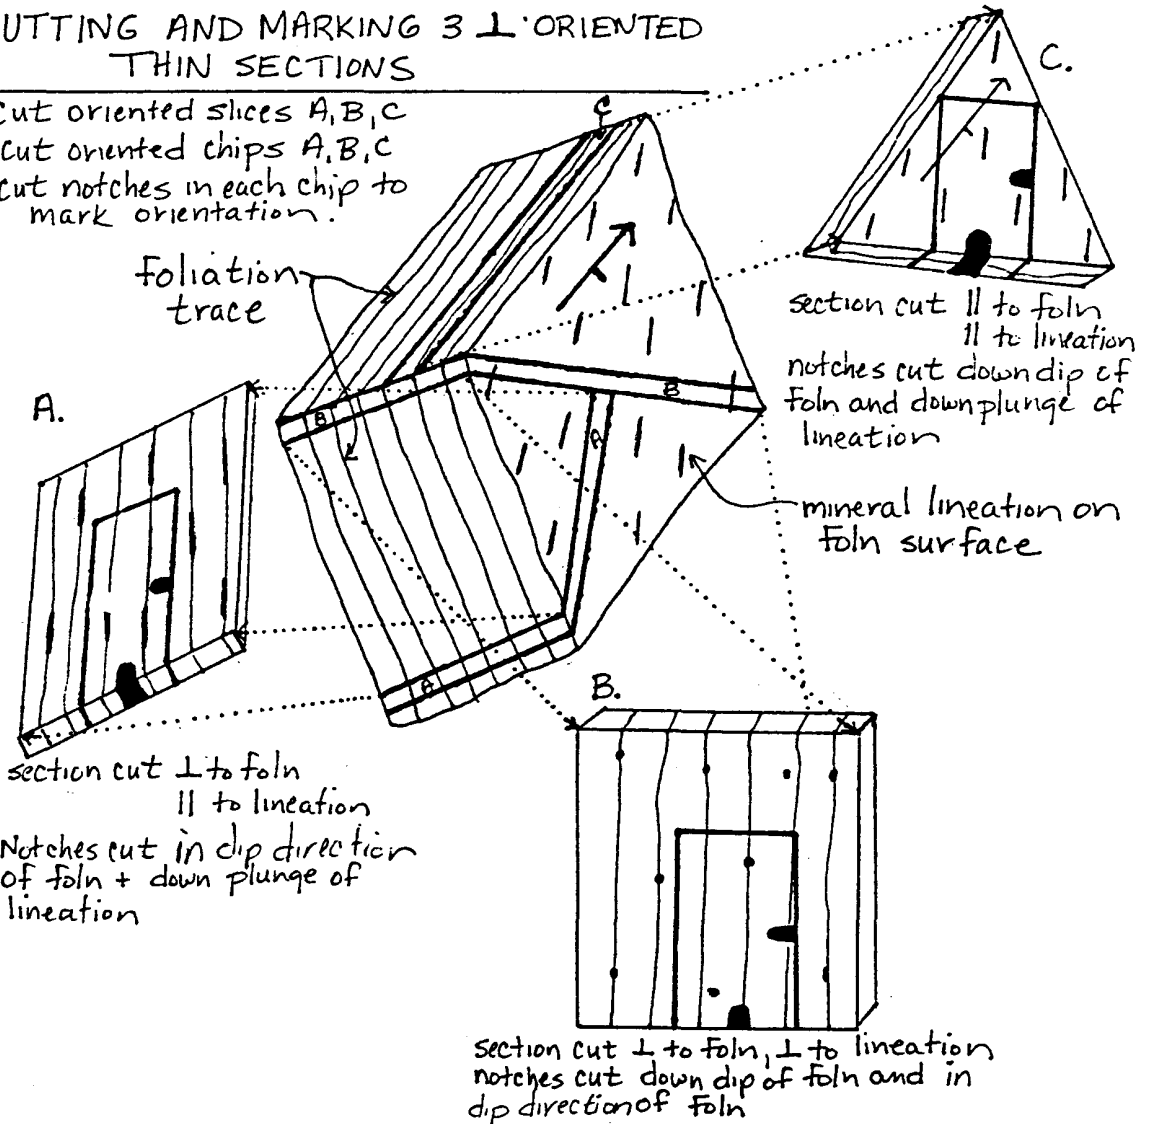 UTTING AND MARKING 3 ⊥ ORIENTED
THIN SECTIONS
Cut oriented slices A, B, C
Cut oriented chips A, B, C
Cut notches in each chip to
mark orientation.
C
C.
foliation
trace
section cut || to foln
|| to lineation
notches cut down dip of
foln and downplunge of
lineation
A.
B
B
A
mineral lineation on
foln surface
A
B.
section cut ⊥ to foln
|| to lineation
Notches cut in dip direction
of foln + down plunge of
lineation
section cut ⊥ to foln, ⊥ to lineation
notches cut down dip of foln and in
dip direction of foln